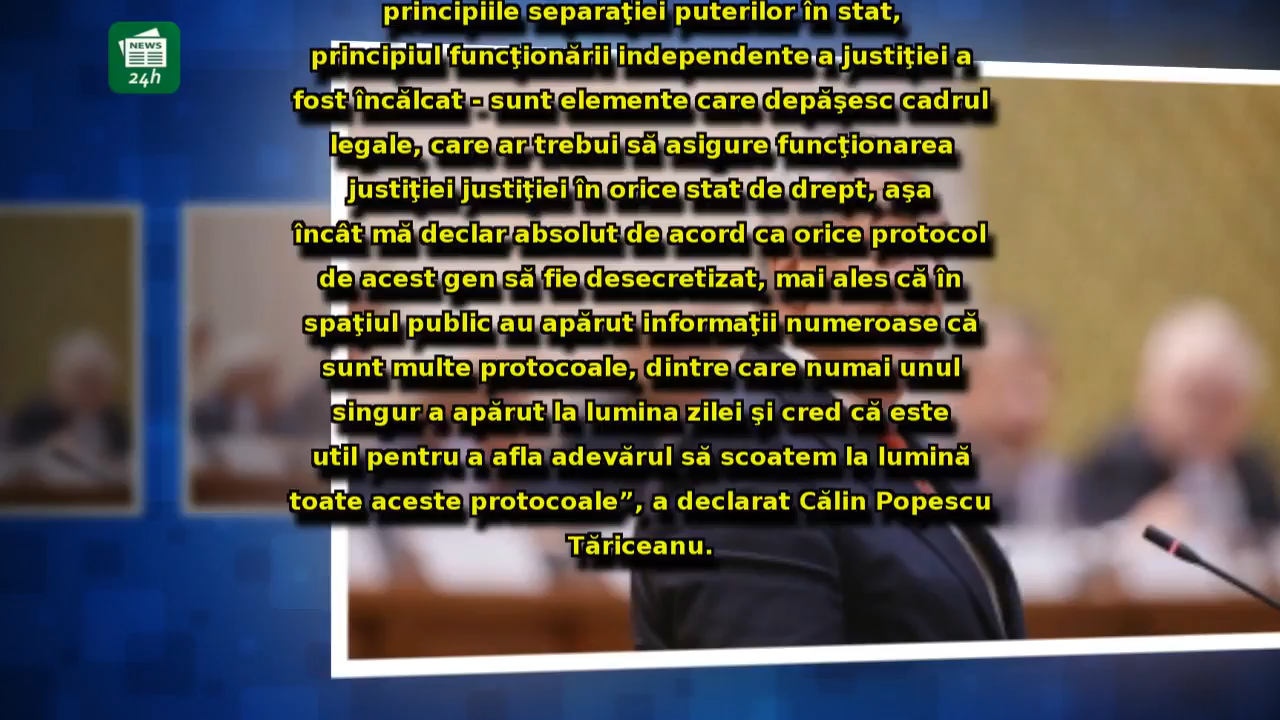 NEWS
24h
principiile separaţiei puterilor în stat,
principiul funcţionării independente a justiţiei a
fost încălcat - sunt elemente care depăşesc cadrul
legale, care ar trebui să asigure funcţionarea
justiţiei justiţiei în orice stat de drept, aşa
încât mă declar absolut de acord ca orice protocol
de acest gen să fie desecretizat, mai ales că în
spaţiul public au apărut informaţii numeroase că
sunt multe protocoale, dintre care numai unul
singur a apărut la lumina zilei şi cred că este
util pentru a afla adevărul să scoatem la lumină
toate aceste protocoale”, a declarat Călin Popescu
Tăriceanu.